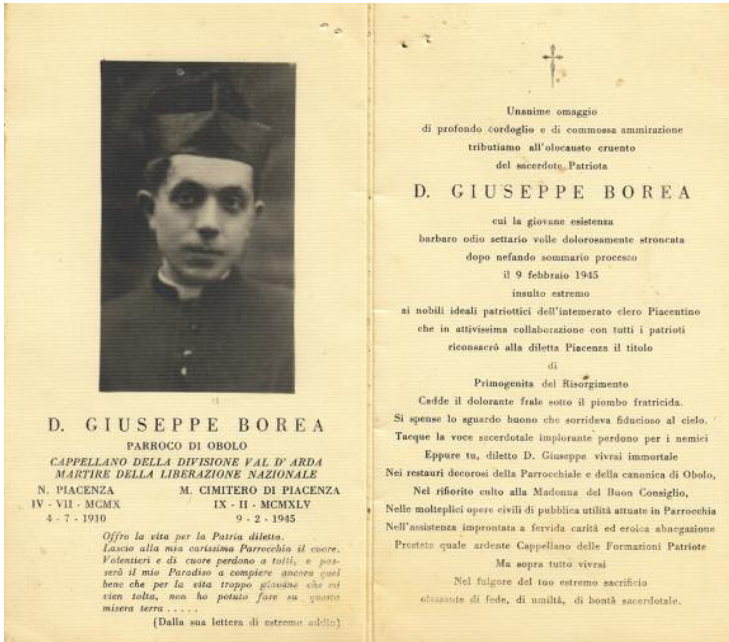 D. GIUSEPPE BOREA
PARROCO DI OBOLO
CAPPELLANO DELLA DIVISIONE VAL D' ARDA
MARTIRE DELLA LIBERAZIONE NAZIONALE
N. PIACENZA M. CIMITERO DI PIACENZA
IV - VII - MCMX IX - II - MCMXLV
4 - 7 - 1910 9 - 2 - 1945
Offro la vita per la Patria diletta.
Lascio alla mia carissima Parrocchia il cuore.
Volentieri e di cuore perdono a tutti, e pas-
serò il mio Paradiso a compiere ancora quel
bene che per la vita troppo giovane che mi
vien tolta, non ho potuto fare su questa
misera terra . . . . .
(Dalla sua lettera di estremo addio)
Unanime omaggio
di profondo cordoglio e di commossa ammirazione
tributiamo all'olocausto cruento
del sacerdote Patriota
D. GIUSEPPE BOREA
cui la giovane esistenza
barbaro odio settario volle dolorosamente stroncata
dopo nefando sommario processo
il 9 febbraio 1945
insulto estremo
ai nobili ideali patriottici dell'intemerato clero Piacentino
che in attivissima collaborazione con tutti i patrioti
riconsacrò alla diletta Piacenza il titolo
di
Primogenita del Risorgimento
Cadde il dolorante frale sotto il piombo fratricida.
Si spense lo sguardo buono che sorrideva fiducioso al cielo.
Tacque la voce sacerdotale implorante perdono per i nemici
Eppure tu, diletto D. Giuseppe vivrai immortale
Nei restauri decorosi della Parrocchiale e della canonica di Obolo,
Nel rifiorito culto alla Madonna del Buon Consiglio,
Nelle molteplici opere civili di pubblica utilità attuate in Parrocchia
Nell'assistenza improntata a fervida carità ed eroica abnegazione
Prestata quale ardente Cappellano delle Formazioni Patriote
Ma sopra tutto vivrai
Nel fulgore del tuo estremo sacrificio
olezzante di fede, di umiltà, di bontà sacerdotale.